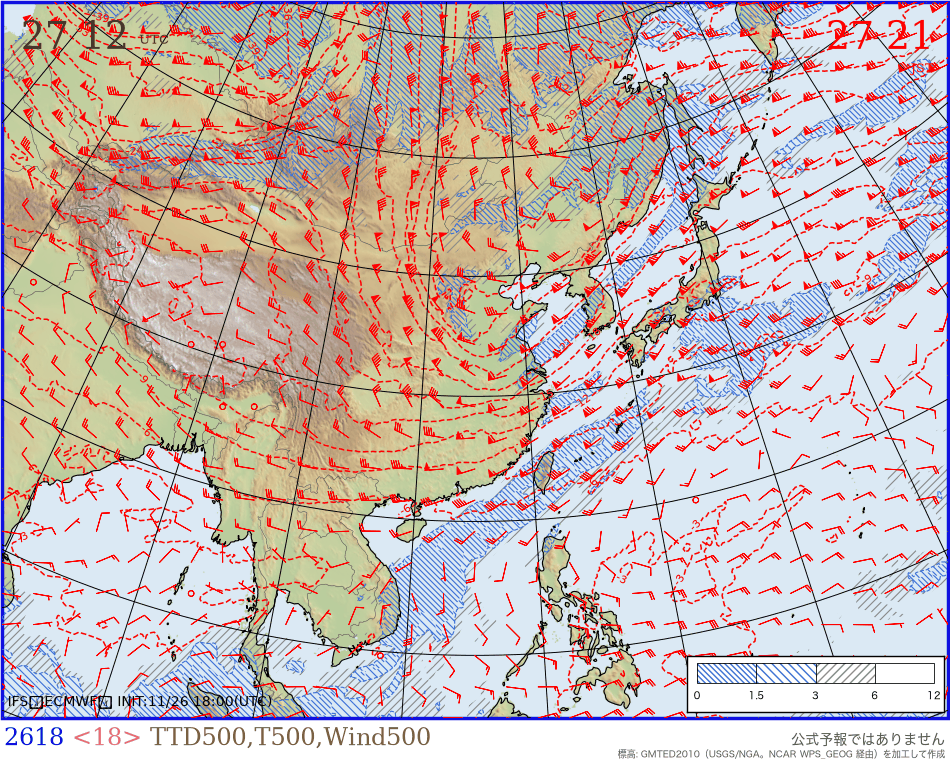 27 12 UTC
27 21
IFS ECMWF INIT:11/26 18:00(UTC)
0 1.5 3 6 12
2618 <18> TTD500,T500,Wind500
公式予報ではありません
標高: GMTED2010（USGS/NGA。NCAR WPS_GEOG 経由）を加工して作成